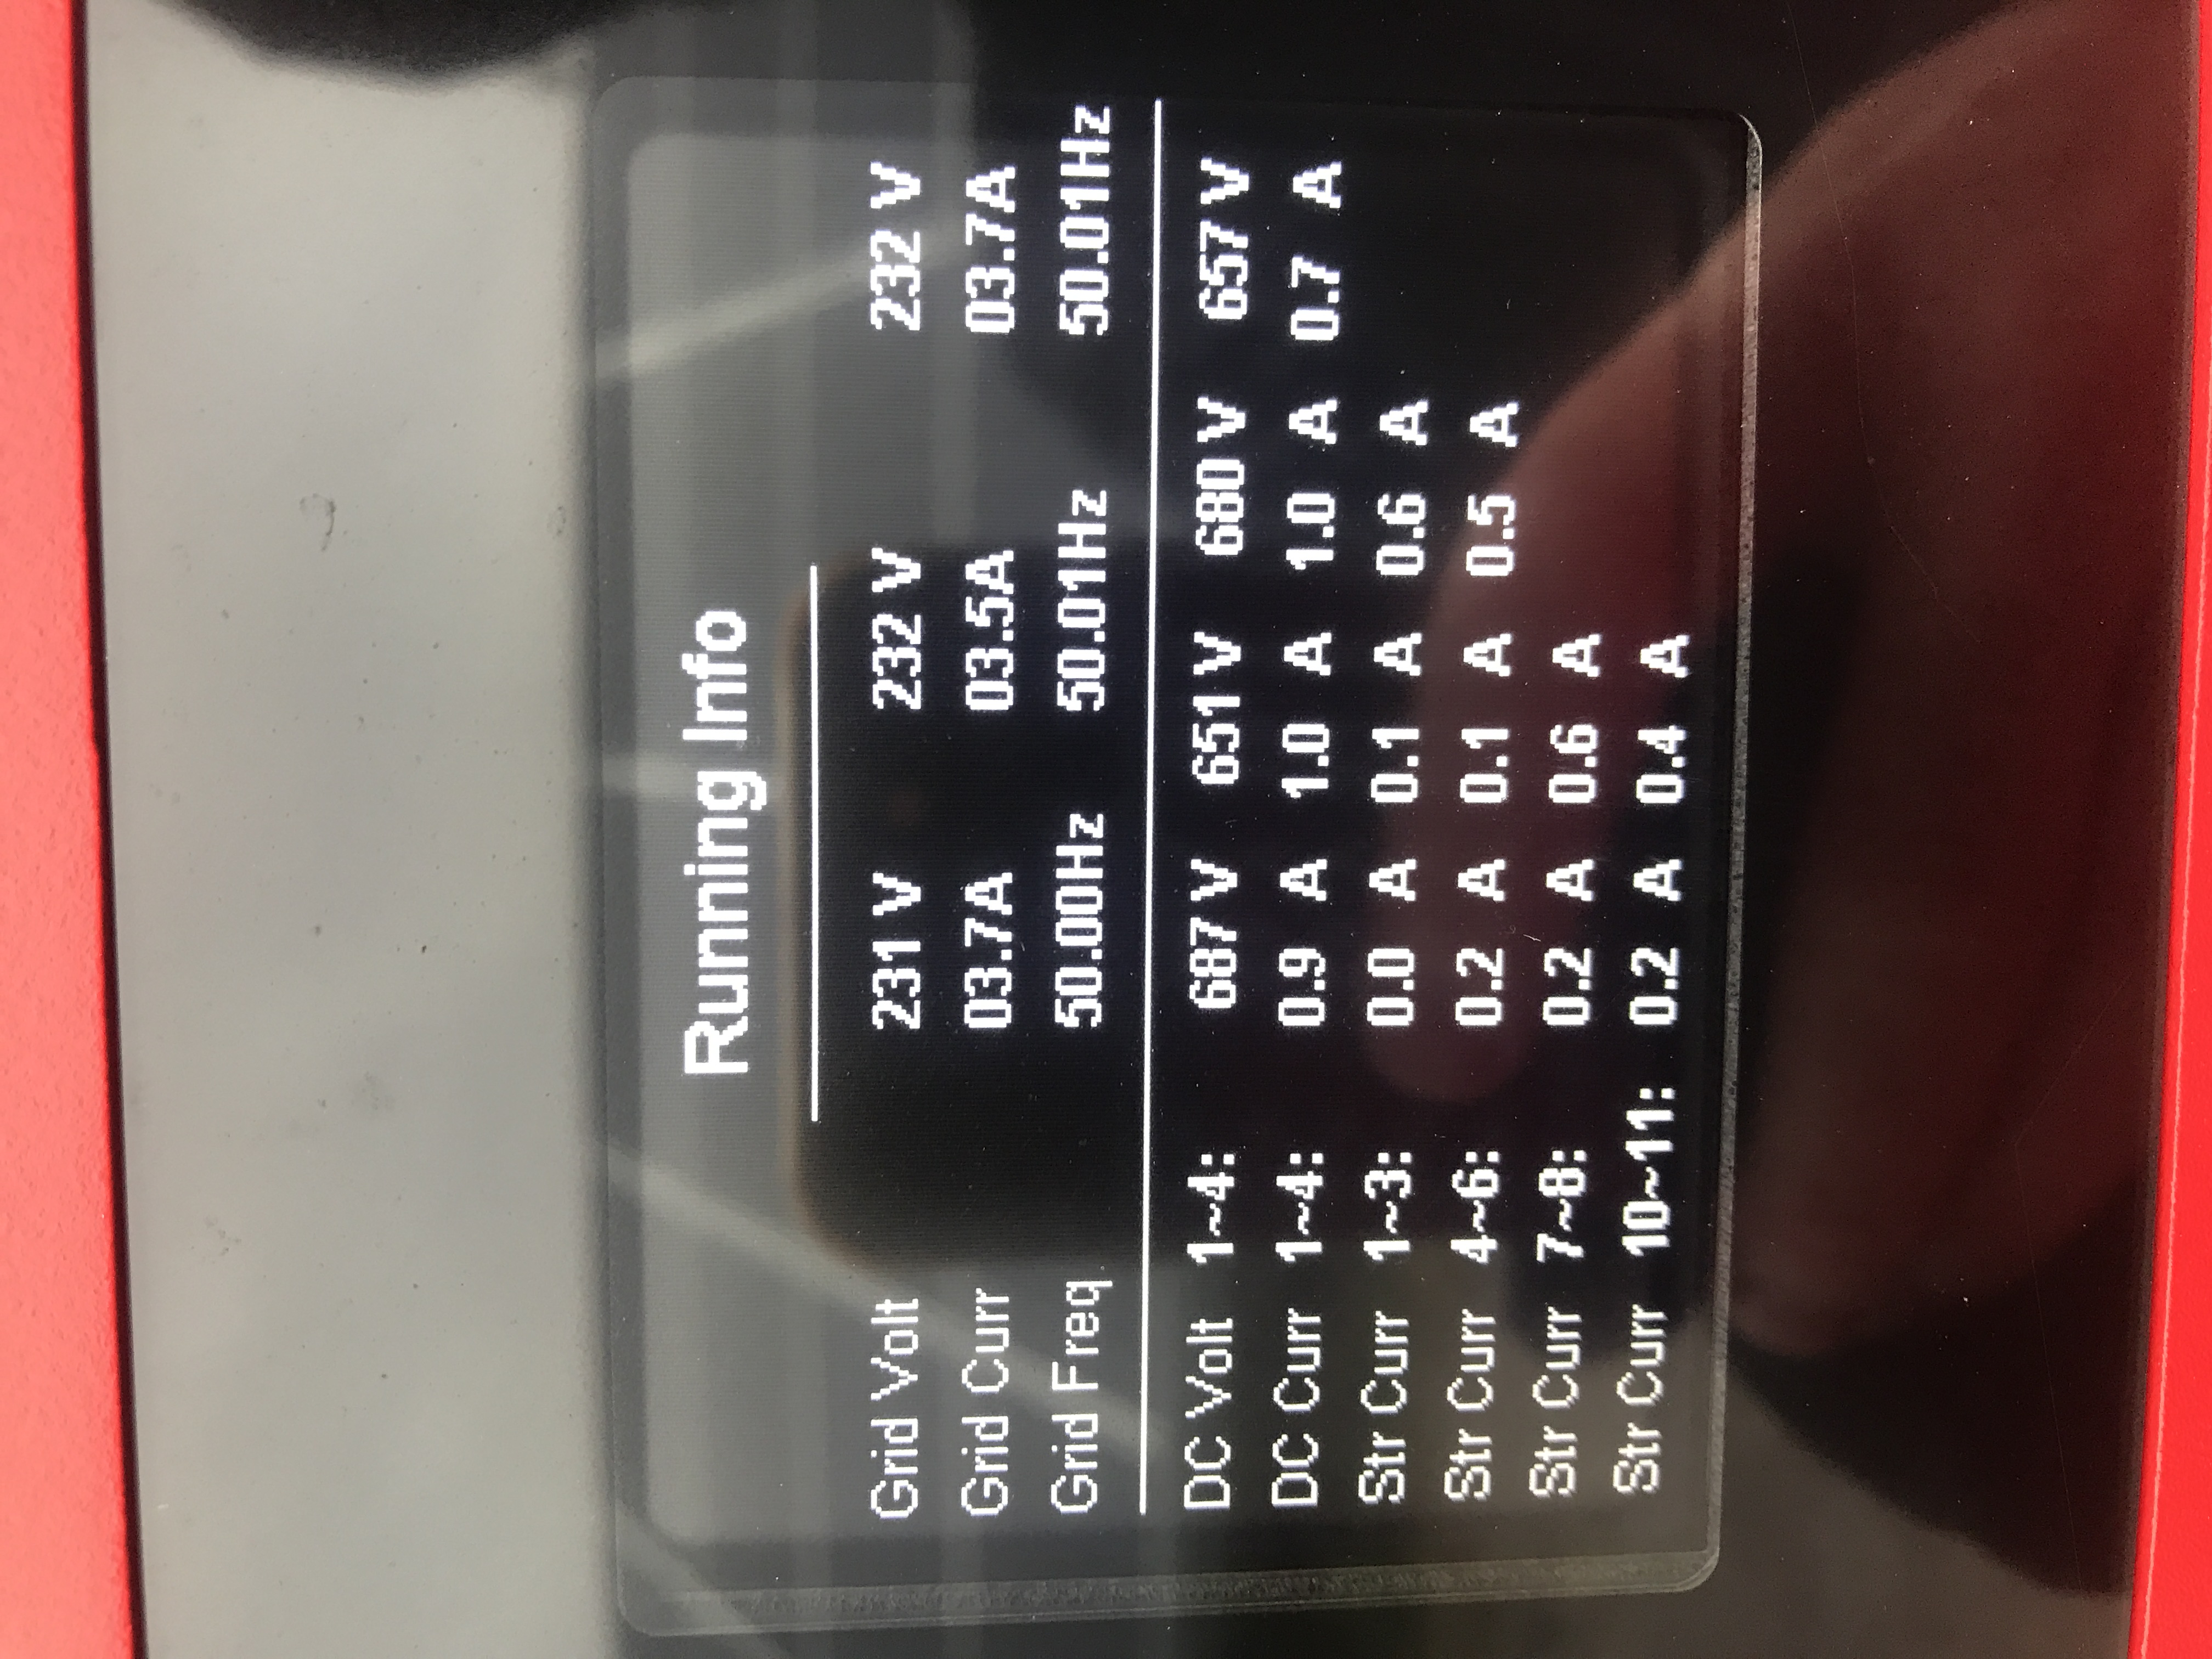 Running Info
Grid Volt 231 V 232 V 232 V
Grid Curr 03.7A 03.5A 03.7A
Grid Freq 50.00Hz 50.01Hz 50.01Hz
DC Volt 1~4: 687 V 651 V 680 V 657 V
DC Curr 1~4: 0.9 A 1.0 A 1.0 A 0.7 A
Str Curr 1~3: 0.0 A 0.1 A 0.6 A
Str Curr 4~6: 0.2 A 0.1 A 0.5 A
Str Curr 7~8: 0.2 A 0.6 A
Str Curr 10~11: 0.2 A 0.4 A